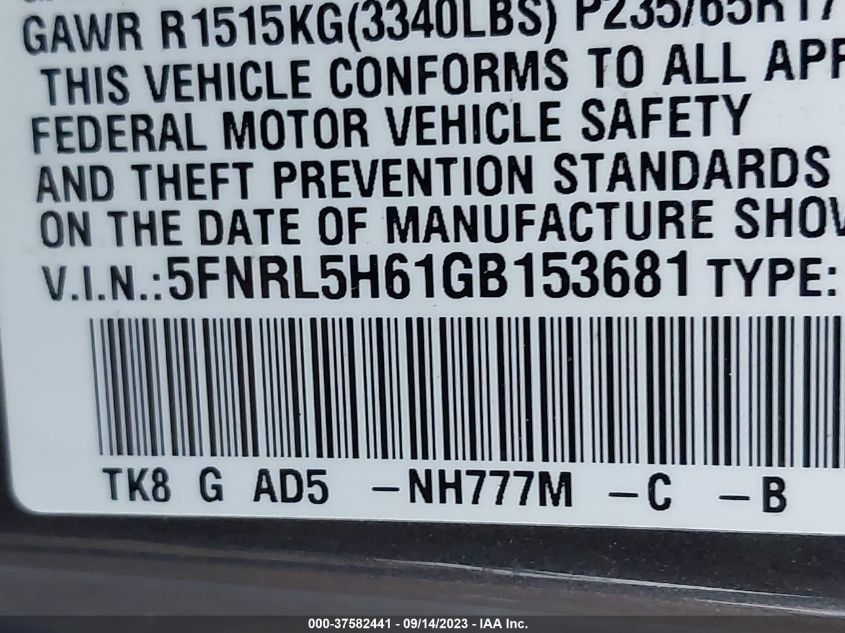 GAWR R1515KG(3340LBS) P235/65R17
THIS VEHICLE CONFORMS TO ALL APP
FEDERAL MOTOR VEHICLE SAFETY
AND THEFT PREVENTION STANDARDS
ON THE DATE OF MANUFACTURE SHOW
V.I.N.:5FNRL5H61GB153681 TYPE:
TK8 G AD5 -NH777M -C -B
000-37582441 - 09/14/2023 - IAA Inc.